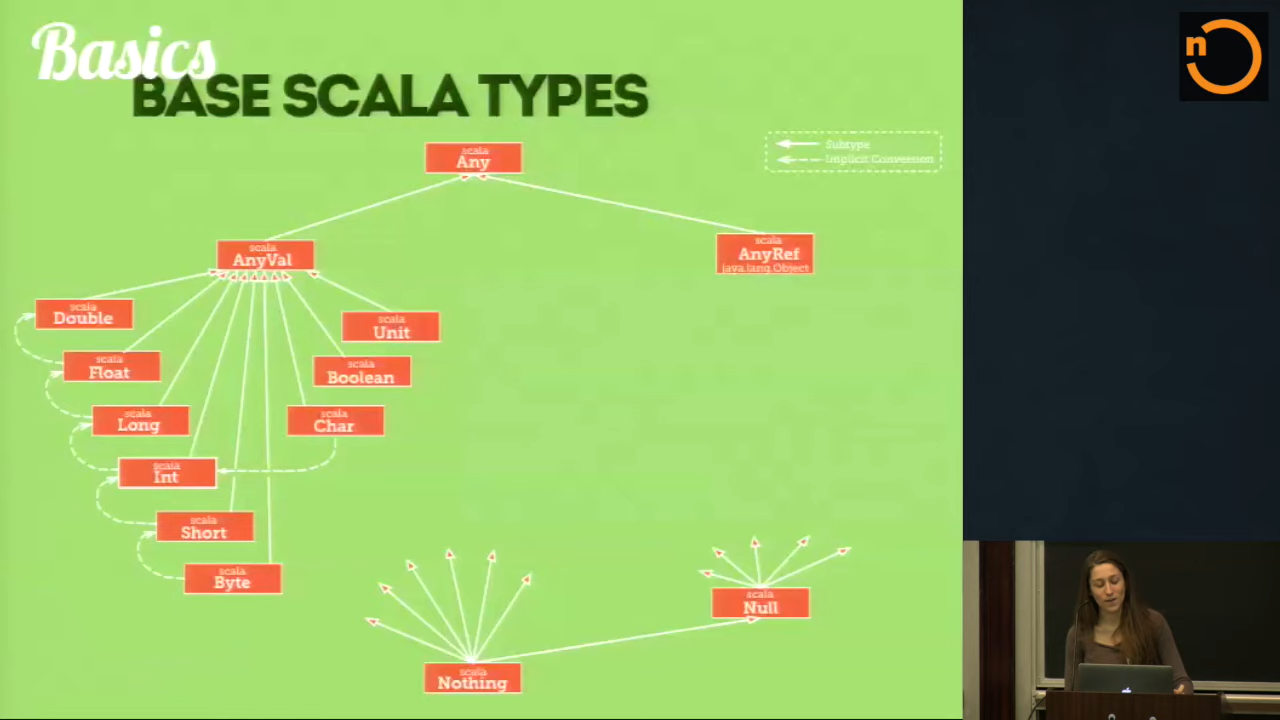 Basics
BASE SCALA TYPES
n
scala
Any
Subtype
Implicit Conversion
scala
AnyVal
scala
AnyRef
java.lang.Object
scala
Double
scala
Unit
scala
Float
scala
Boolean
scala
Long
scala
Char
scala
Int
scala
Short
scala
Byte
scala
Null
scala
Nothing